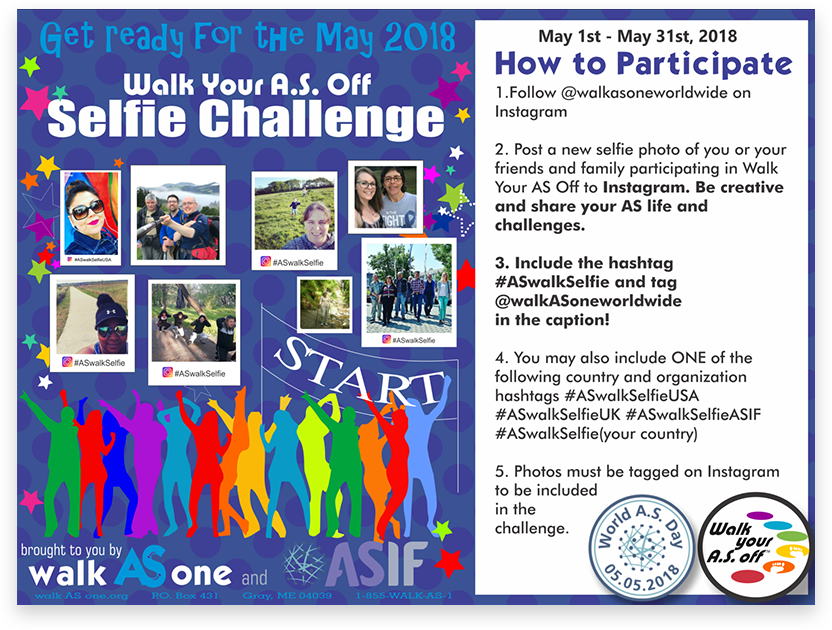 Get ready For the May 2018
Walk Your A.S. Off
Selfie Challenge
#ASwalkSelfieUSA
#ASwalkSelfie
FIGHT
#ASwalkSelfie
#ASwalkSelfie
#ASwalkSelfie
START
brought to you by
walk AS one and ASIF
walk AS one.org P.O. Box 431 Gray, ME 04039 1-855-WALK-AS-1
May 1st - May 31st, 2018
How to Participate
1.Follow @walkasoneworldwide on
Instagram
2. Post a new selfie photo of you or your
friends and family participating in Walk
Your AS Off to Instagram. Be creative
and share your AS life and
challenges.
3. Include the hashtag
#ASwalkSelfie and tag
@walkASoneworldwide
in the caption!
4. You may also include ONE of the
following country and organization
hashtags #ASwalkSelfieUSA
#ASwalkSelfieUK #ASwalkSelfieASIF
#ASwalkSelfie(your country)
5. Photos must be tagged on Instagram
to be included
in the
challenge.
World A.S. Day
05.05.2018
Walk
your
A.S. off™